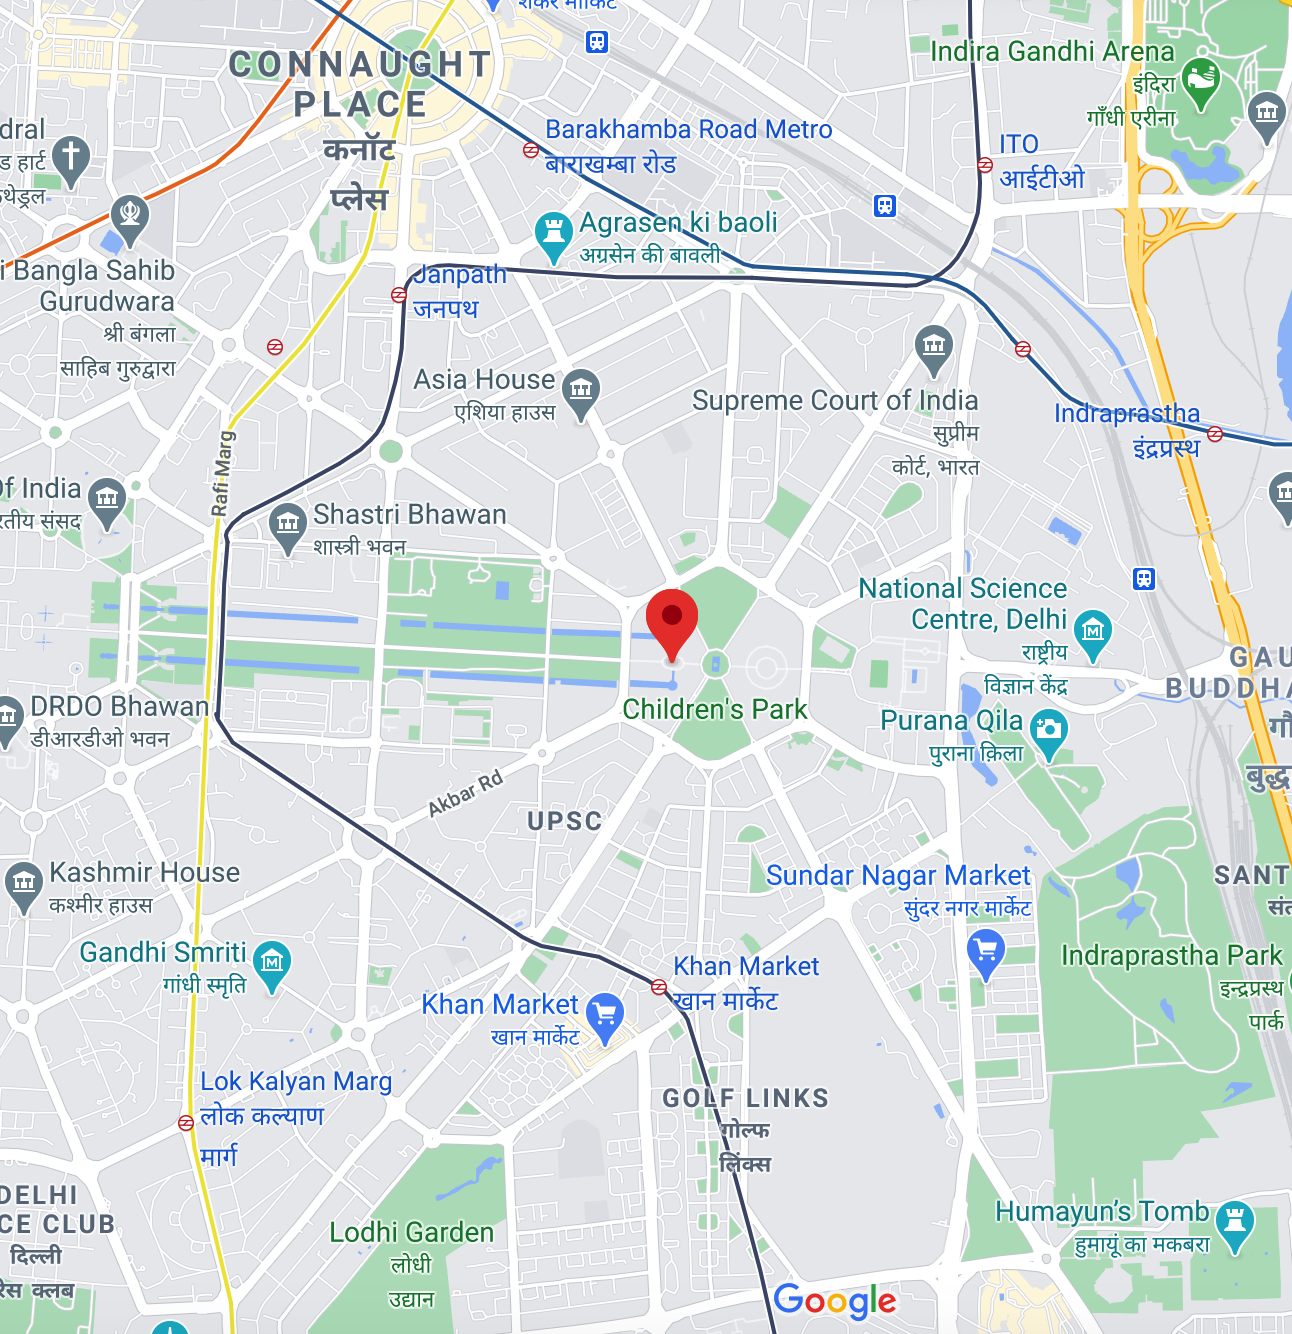 शंकर मार्किट
CONNAUGHT
PLACE
कनॉट
प्लेस
Indira Gandhi Arena
इंदिरा
गाँधी एरीना
Barakhamba Road Metro
बाराखम्बा रोड
ITO
आईटीओ
dral
ड हार्ट
थेड्रल
Agrasen ki baoli
अग्रसेन की बावली
i Bangla Sahib
Gurudwara
श्री बंगला
साहिब गुरुद्वारा
Janpath
जनपथ
Asia House
एशिया हाउस
Supreme Court of India
सुप्रीम
कोर्ट, भारत
Indraprastha
इंद्रप्रस्थ
Rafi Marg
Of India
रतीय संसद
Shastri Bhawan
शास्त्री भवन
National Science
Centre, Delhi
राष्ट्रीय
विज्ञान केंद्र
GAU
BUDDHA
गौ
बुद्ध
DRDO Bhawan
डीआरडीओ भवन
Children's Park
Purana Qila
पुराना क़िला
Akbar Rd
UPSC
Kashmir House
कश्मीर हाउस
Sundar Nagar Market
सुंदर नगर मार्केट
SANT
संत
Gandhi Smriti
गांधी स्मृति
Khan Market
खान मार्केट
Khan Market
खान मार्केट
Indraprastha Park
इन्द्रप्रस्थ
पार्क
Lok Kalyan Marg
लोक कल्याण
मार्ग
GOLF LINKS
गोल्फ
लिंक्स
DELHI
CE CLUB
दिल्ली
रेस क्लब
Lodhi Garden
लोधी
उद्यान
Humayun’s Tomb
हुमायूं का मकबरा
Google